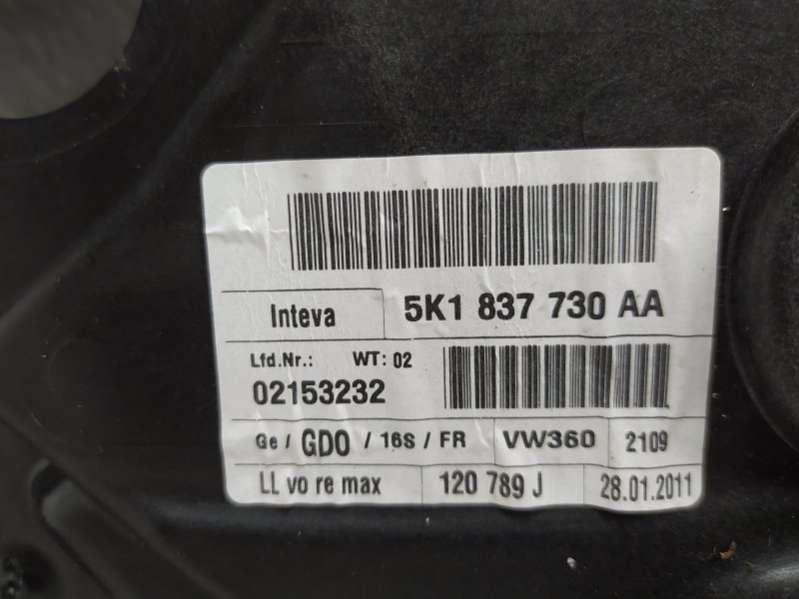 Inteva 5K1 837 730 AA
Lfd.Nr.: WT: 02
02153232
Ge / GDO / 16S / FR VW360 2109
LL vo re max 120 789 J 28.01.2011